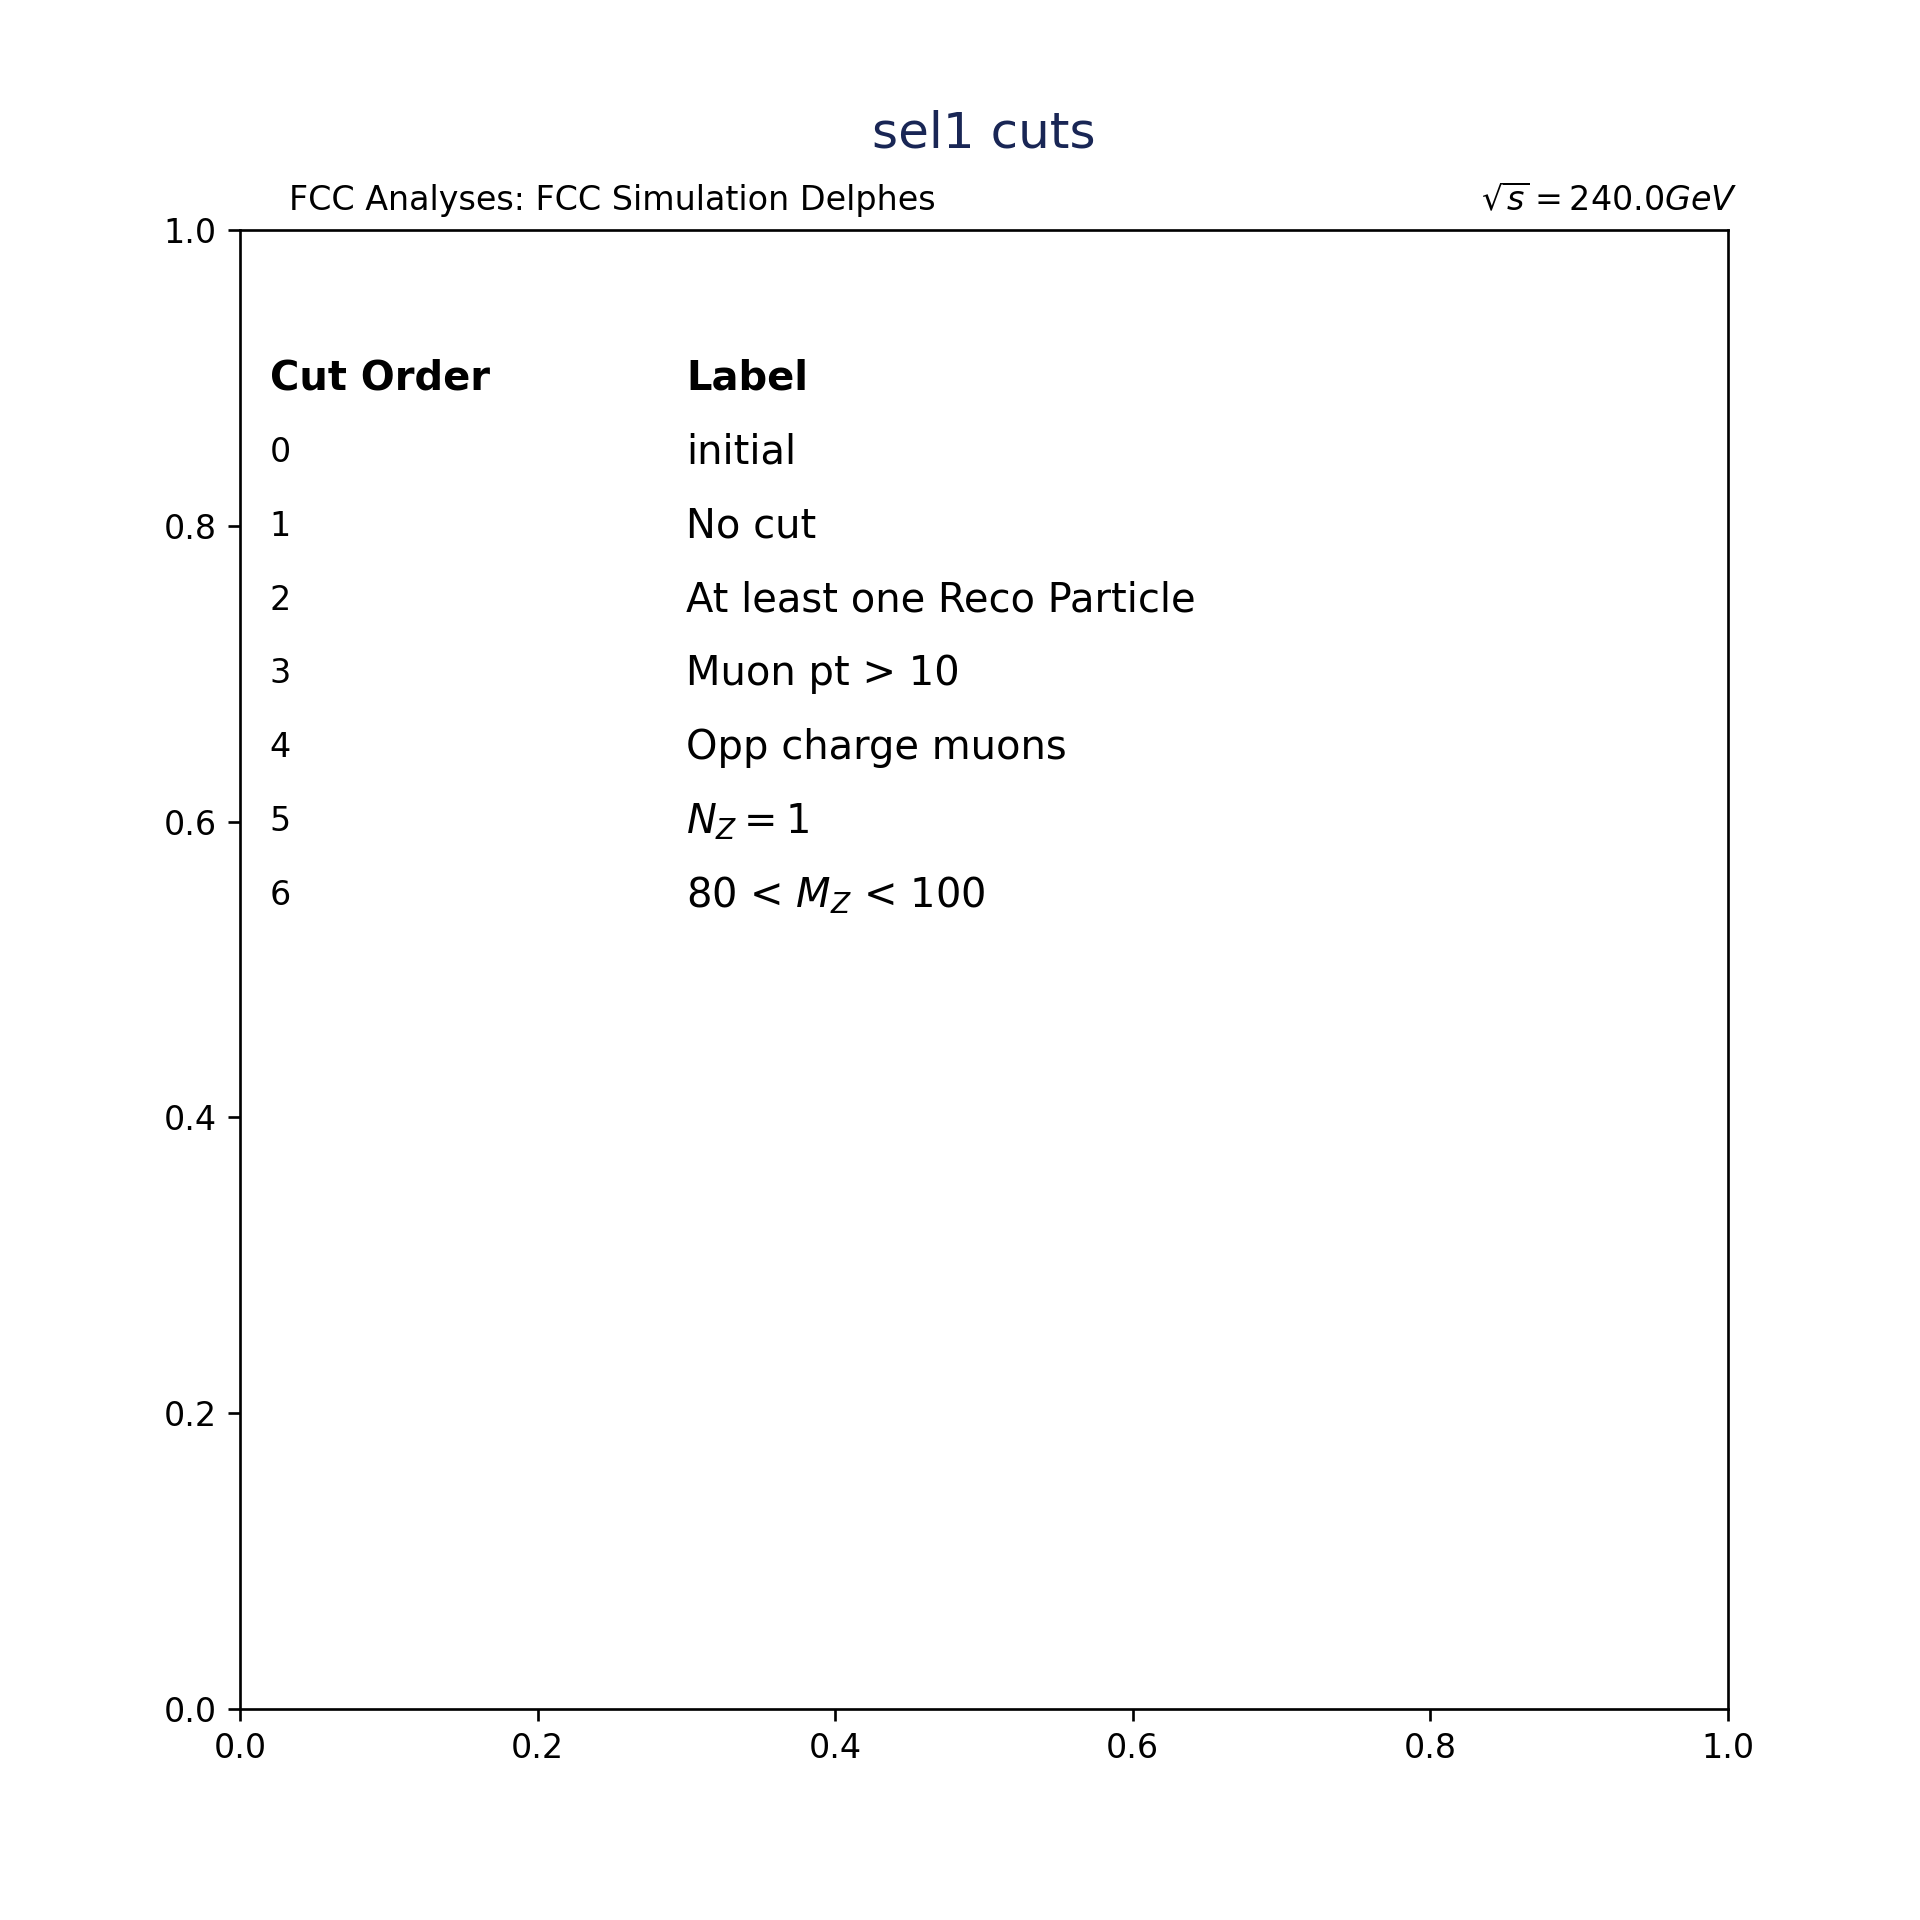 sel1 cuts
FCC Analyses: FCC Simulation Delphes √s = 240.0GeV
1.0
Cut Order Label
0 initial
0.8 1 No cut
2 At least one Reco Particle
3 Muon pt > 10
4 Opp charge muons
0.6 5 N_Z = 1
6 80 < M_Z < 100
0.4
0.2
0.0
0.0 0.2 0.4 0.6 0.8 1.0